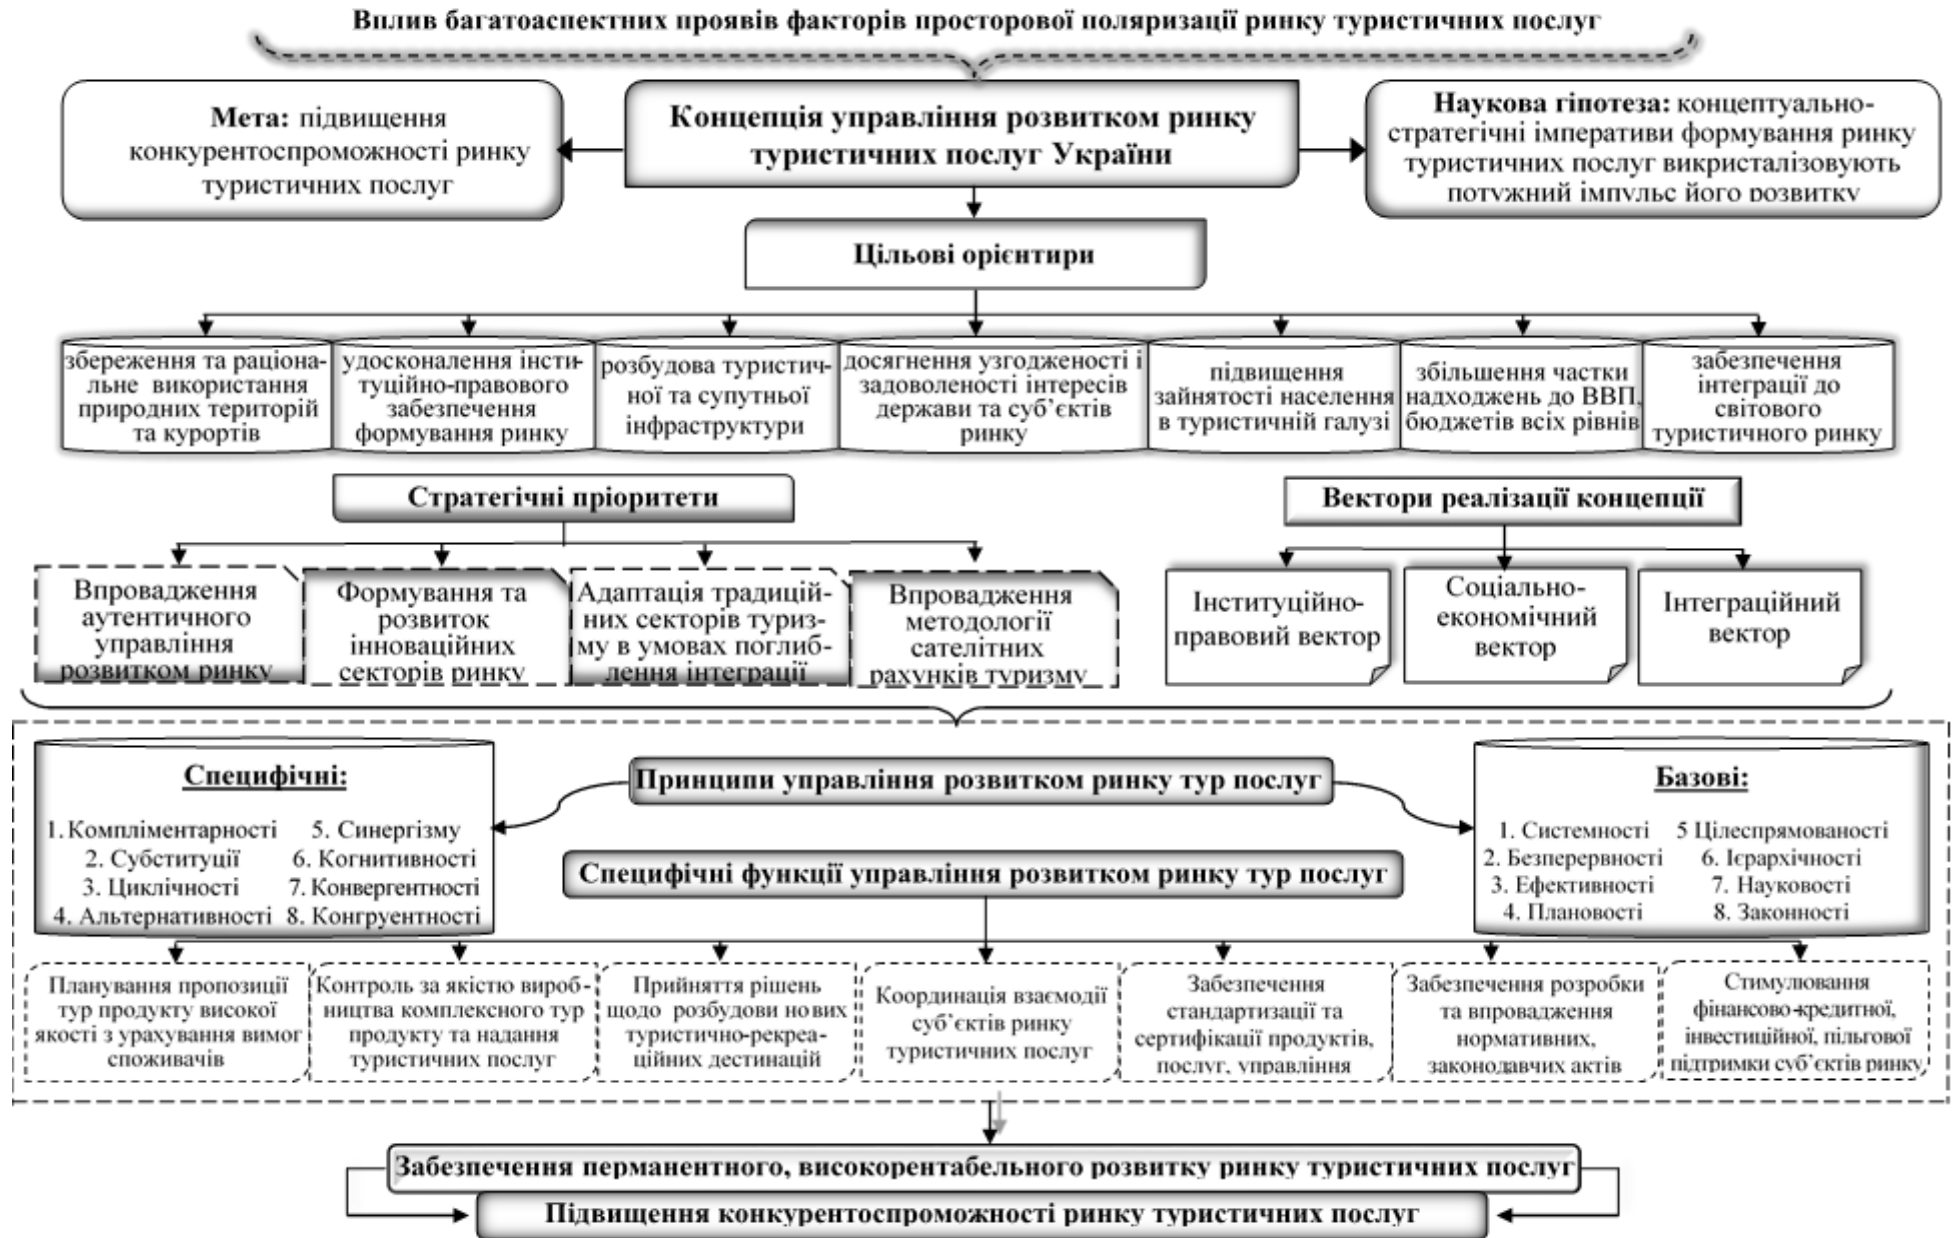 Вплив багатоаспектних проявів факторів просторової поляризації ринку туристичних послуг
Мета: підвищення
конкурентоспроможності ринку
туристичних послуг
Концепція управління розвитком ринку
туристичних послуг України
Наукова гіпотеза: концептуально-
стратегічні імперативи формування ринку
туристичних послуг викристалізовують
потужний імпульс його розвитку
Цільові орієнтири
збереження та раціона-
льне використання
природних територій
та курортів
удосконалення інсти-
туційно-правового
забезпечення
формування ринку
розбудова туристич-
ної та супутньої
інфраструктури
досягнення узгодженості і
задоволеності інтересів
держави та суб’єктів
ринку
підвищення
зайнятості населення
в туристичній галузі
збільшення частки
надходжень до ВВП,
бюджетів всіх рівнів
забезпечення
інтеграції до
світового
туристичного ринку
Стратегічні пріоритети
Впровадження
аутентичного
управління
розвитком ринку
Формування та
розвиток
інноваційних
секторів ринку
Адаптація традицій-
них секторів туриз-
му в умовах поглиб-
лення інтеграції
Впровадження
методології
сателітних
рахунків туризму
Вектори реалізації концепції
Інституційно-
правовий вектор
Соціально-
економічний
вектор
Інтеграційний
вектор
Принципи управління розвитком ринку тур послуг
Специфічні:
1. Компліментарності 5. Синергізму
2. Субституції 6. Когнитивності
3. Циклічності 7. Конвергентності
4. Альтернативності 8. Конгруентності
Базові:
1. Системності 5 Цілеспрямованості
2. Безперервності 6. Ієрархічності
3. Ефективності 7. Науковості
4. Плановості 8. Законності
Специфічні функції управління розвитком ринку тур послуг
Планування пропозиції
тур продукту високої
якості з урахування вимог
споживачів
Контроль за якістю вироб-
ництва комплексного тур
продукту та надання
туристичних послуг
Прийняття рішень
щодо розбудови нових
туристично-рекреа-
ційних дестинацій
Координація взаємодії
суб’єктів ринку
туристичних послуг
Забезпечення
стандартизації та
сертифікації продуктів,
послуг, управління
Забезпечення розробки
та впровадження
нормативних,
законодавчих актів
Стимулювання
фінансово-кредитної,
інвестиційної, пільгової
підтримки суб’єктів ринку
Забезпечення перманентного, високорентабельного розвитку ринку туристичних послуг
Підвищення конкурентоспроможності ринку туристичних послуг